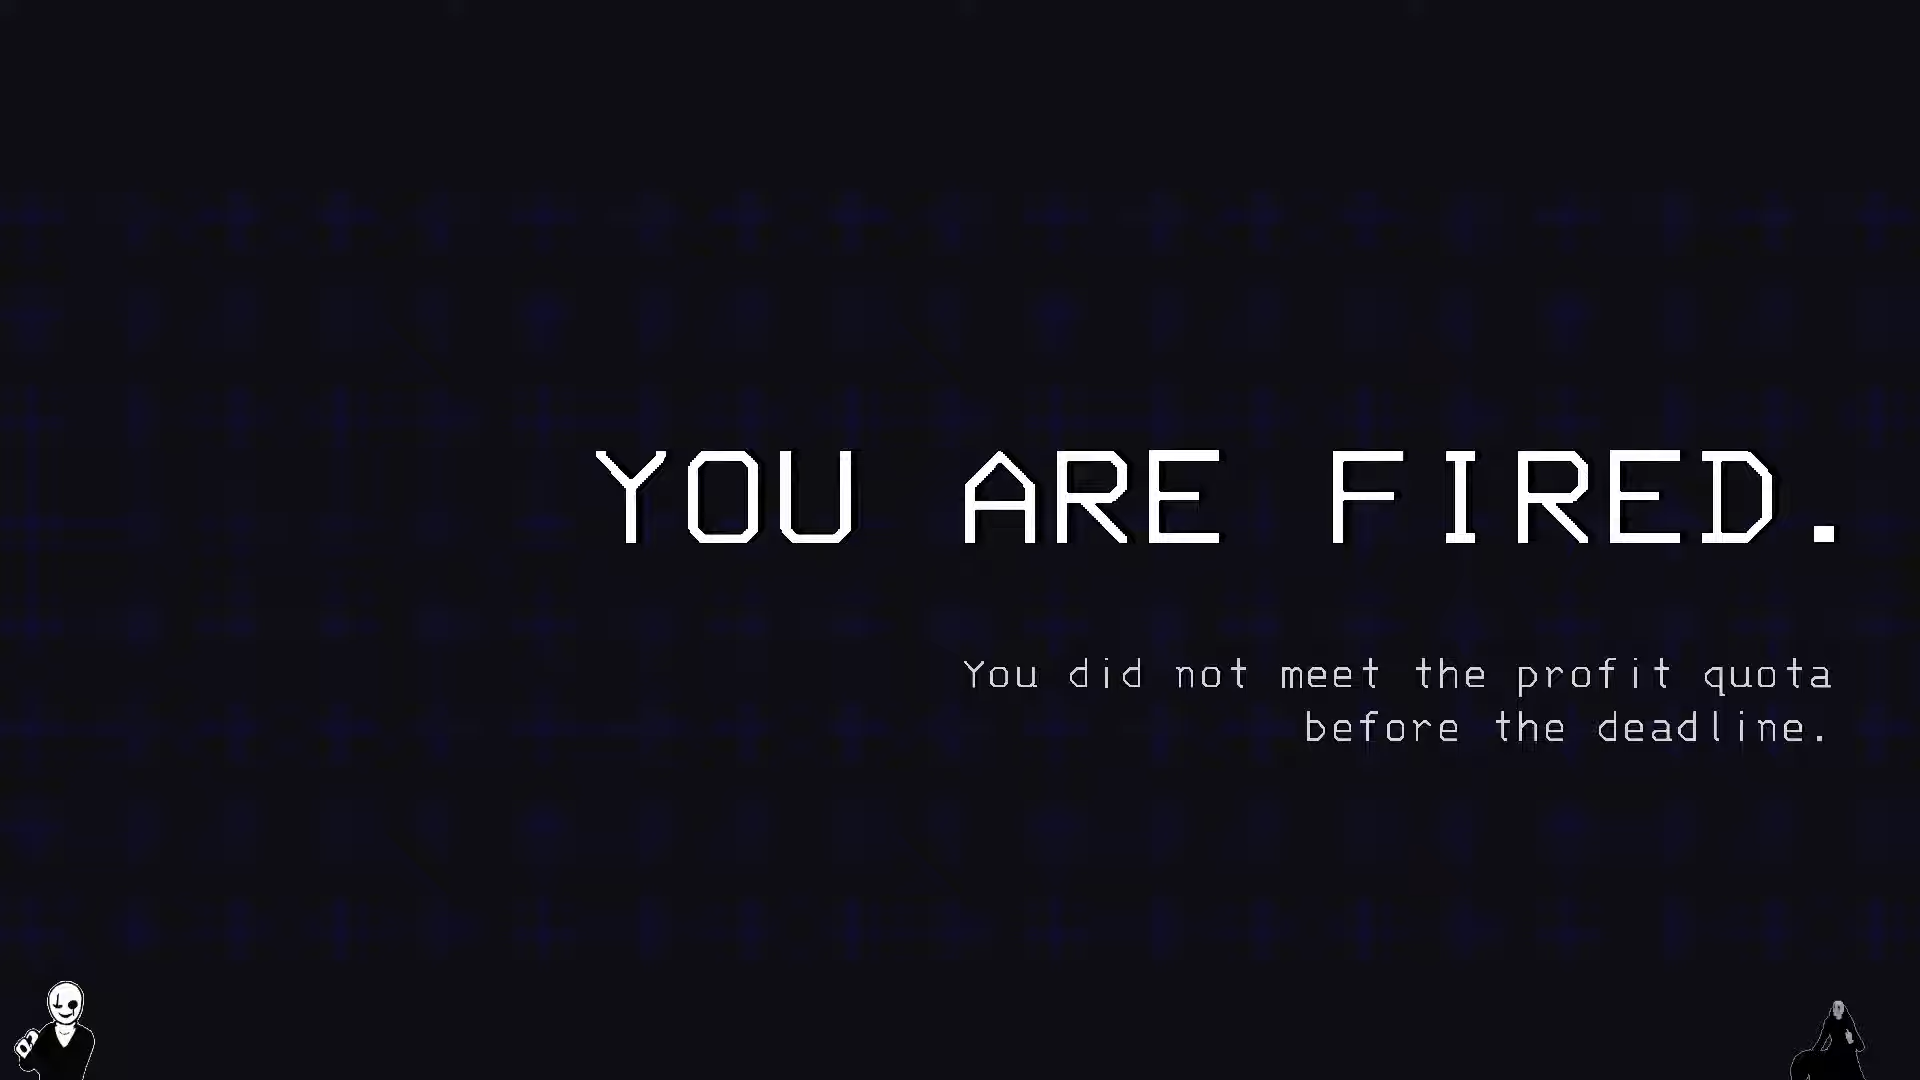 YOU ARE FIRED.
You did not meet the profit quota
before the deadline.